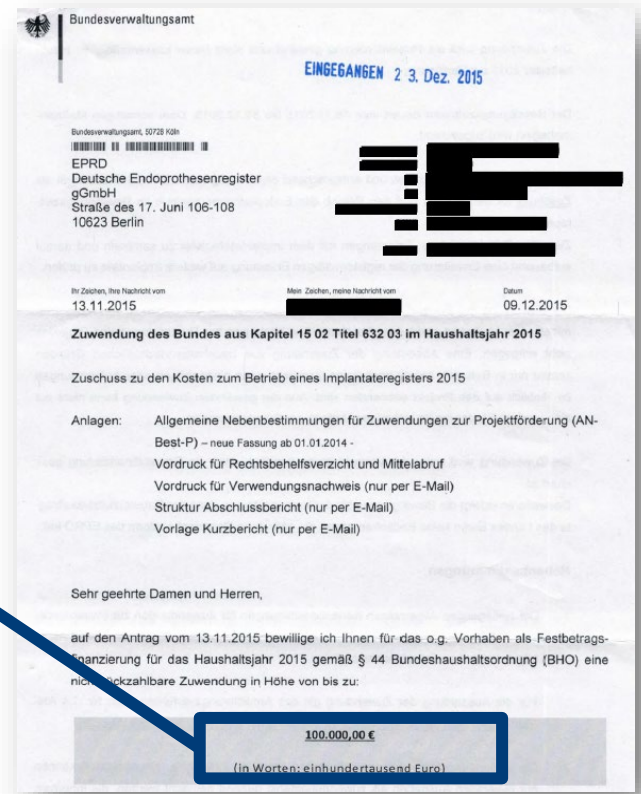 Bundesverwaltungsamt
EINGEGANGEN 2 3. Dez. 2015
Bundesverwaltungsamt, 50728 Köln
EPRD
Deutsche Endoprothesenregister
gGmbH
Straße des 17. Juni 106-108
10623 Berlin
Ihr Zeichen, Ihre Nachricht vom
13.11.2015
Mein Zeichen, meine Nachricht vom
Datum
09.12.2015
Zuwendung des Bundes aus Kapitel 15 02 Titel 632 03 im Haushaltsjahr 2015
Zuschuss zu den Kosten zum Betrieb eines Implantateregisters 2015
Anlagen: Allgemeine Nebenbestimmungen für Zuwendungen zur Projektförderung (AN-
Best-P) – neue Fassung ab 01.01.2014 -
Vordruck für Rechtsbehelfsverzicht und Mittelabruf
Vordruck für Verwendungsnachweis (nur per E-Mail)
Struktur Abschlussbericht (nur per E-Mail)
Vorlage Kurzbericht (nur per E-Mail)
Sehr geehrte Damen und Herren,
auf den Antrag vom 13.11.2015 bewillige ich Ihnen für das o.g. Vorhaben als Festbetrags-
finanzierung für das Haushaltsjahr 2015 gemäß § 44 Bundeshaushaltsordnung (BHO) eine
nicht rückzahlbare Zuwendung in Höhe von bis zu:
100.000,00 €
(in Worten: einhunderttausend Euro)